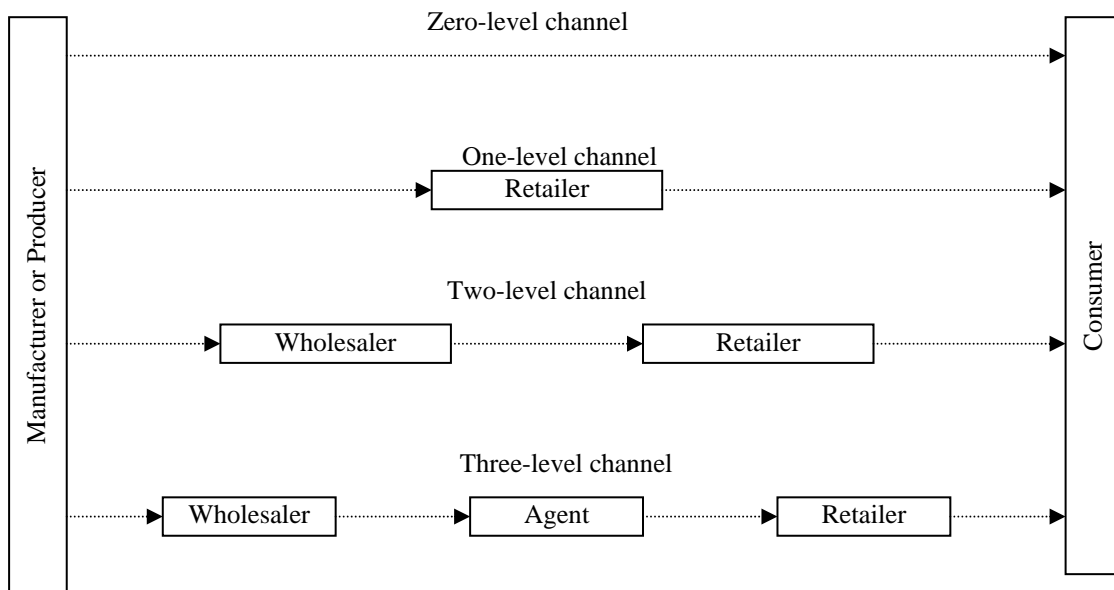 Zero-level channel
Manufacturer or Producer
One-level channel
Retailer
Two-level channel
Wholesaler
Retailer
Three-level channel
Wholesaler
Agent
Retailer
Consumer